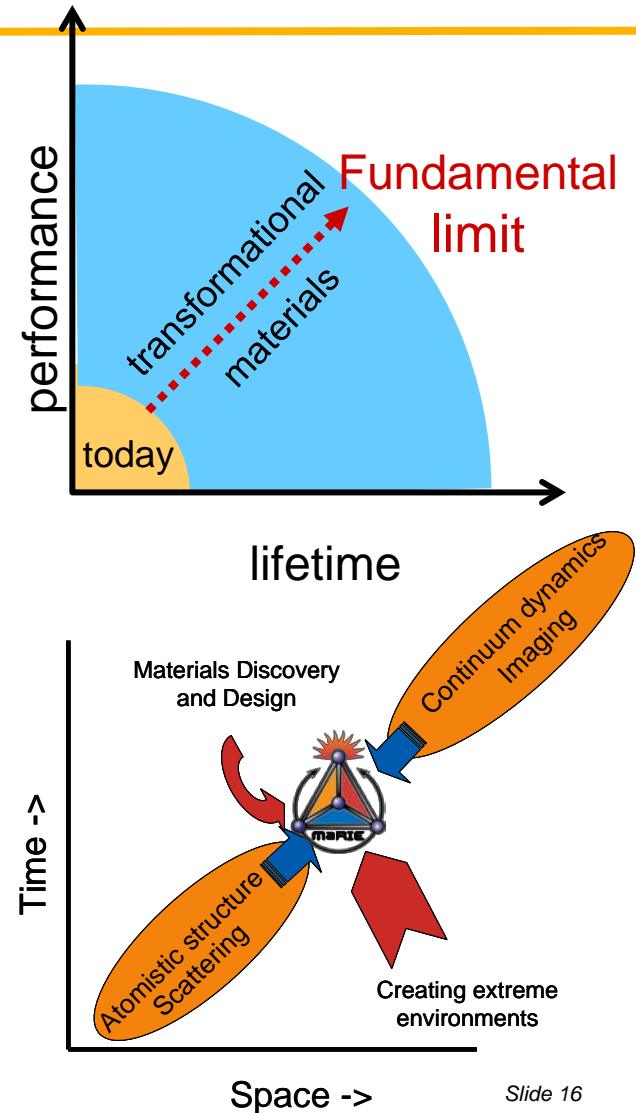 performance
transformational
materials
Fundamental
limit
today
lifetime
Time ->
Materials Discovery
and Design
Continuum dynamics
Imaging
MaRIE
Atomistic structure
Scattering
Creating extreme
environments
Space ->
Slide 16